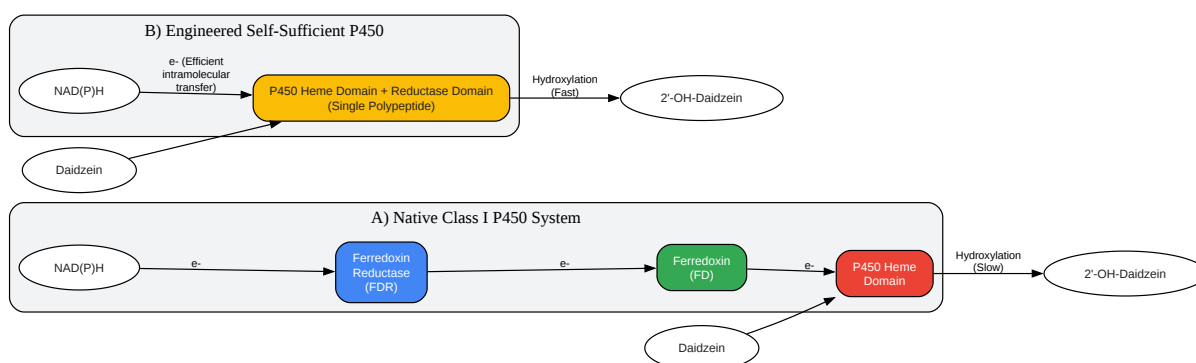 B) Engineered Self-Sufficient P450
NAD(P)H
e- (Efficient
intramolecular
transfer)
P450 Heme Domain + Reductase Domain
(Single Polypeptide)
Hydroxylation
(Fast)
2'-OH-Daidzein
Daidzein
A) Native Class I P450 System
NAD(P)H
e-
Ferredoxin
Reductase
(FDR)
e-
Ferredoxin
(FD)
e-
P450 Heme
Domain
Hydroxylation
(Slow)
2'-OH-Daidzein
Daidzein